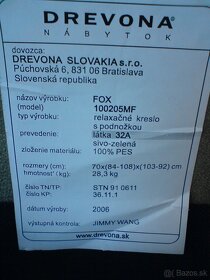 DREVONA
NÁBYTOK
dovozca:
DREVONA SLOVAKIA s.r.o.
Púchovská 6, 831 06 Bratislava
Slovenská republika
názov výrobku: FOX
(model) 100205MF
typ výrobku: relaxačné kreslo
s podnožkou
prevedenie: látka 32A
sivo-zelená
zloženie materiálu: 100% PES
rozmery (cm): 70x(84-108)x(103-92) cm
hmotnosť (kg): 28,3 kg
číslo TN/TP: STN 91 0611
číslo KP: 36.11.1
dátum výroby: 2006
výstupná kontrola: JIMMY WANG
www.drevona.sk